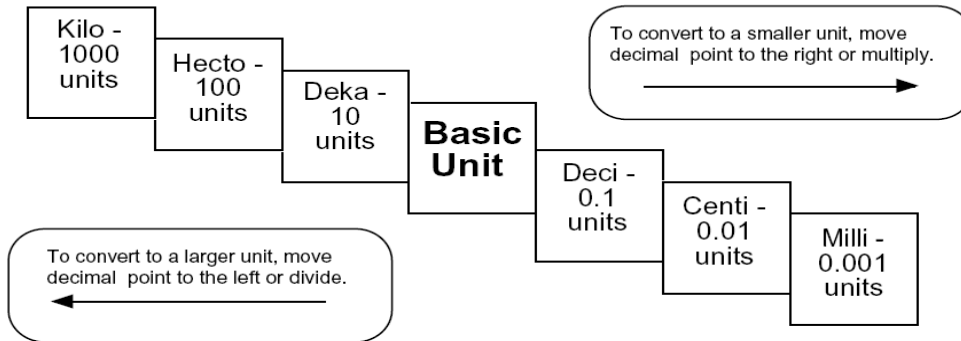 Kilo -
1000
units
Hecto -
100
units
Deka -
10
units
Basic
Unit
Deci -
0.1
units
Centi -
0.01
units
Milli -
0.001
units
To convert to a smaller unit, move
decimal point to the right or multiply.
To convert to a larger unit, move
decimal point to the left or divide.